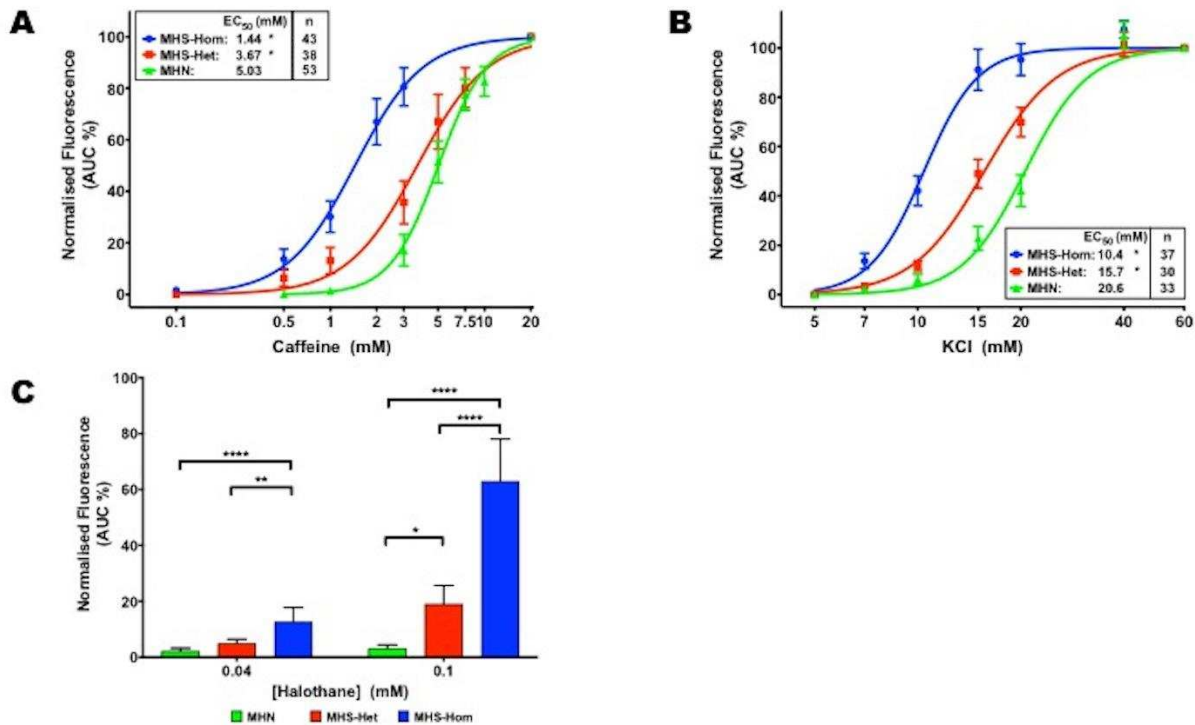 A
EC50 (mM) n
MHS-Hom: 1.44 * 43
MHS-Het: 3.67 * 38
MHN: 5.03 53
Normalised Fluorescence
(AUC %)
100
80
60
40
20
0
0.1 0.5 1 2 3 5 7.5 10 20
Caffeine (mM)
B
Normalised Fluorescence
(AUC %)
100
80
60
40
20
0
EC50 (mM) n
MHS-Hom: 10.4 * 37
MHS-Het: 15.7 * 30
MHN: 20.6 33
5 7 10 15 20 40 60
KCl (mM)
C
Normalised Fluorescence
(AUC %)
100
80
60
40
20
0
****
**
****
****
*
0.04 0.1
[Halothane] (mM)
MHN MHS-Het MHS-Hom